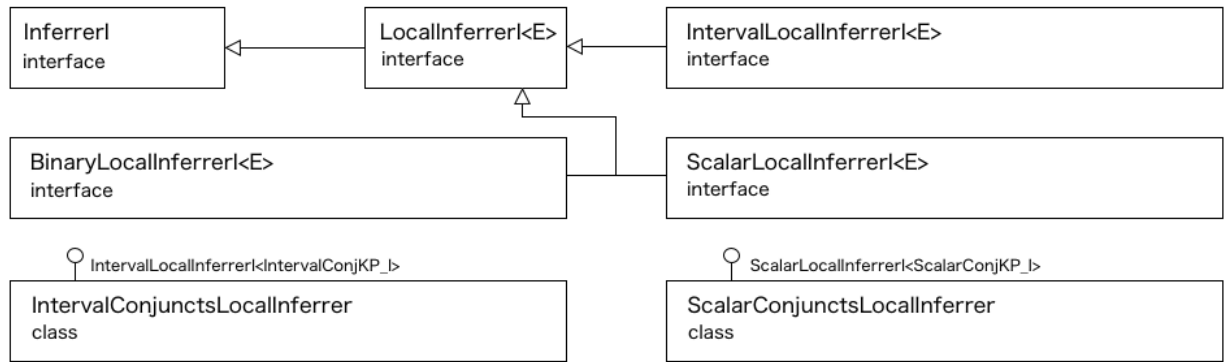 InferrerI
interface
LocalInferrerI<E>
interface
IntervalLocalInferrerI<E>
interface
BinaryLocalInferrerI<E>
interface
ScalarLocalInferrerI<E>
interface
IntervalLocalInferrerI<IntervalConjKP_I>
IntervalConjunctsLocalInferrer
class
ScalarLocalInferrerI<ScalarConjKP_I>
ScalarConjunctsLocalInferrer
class